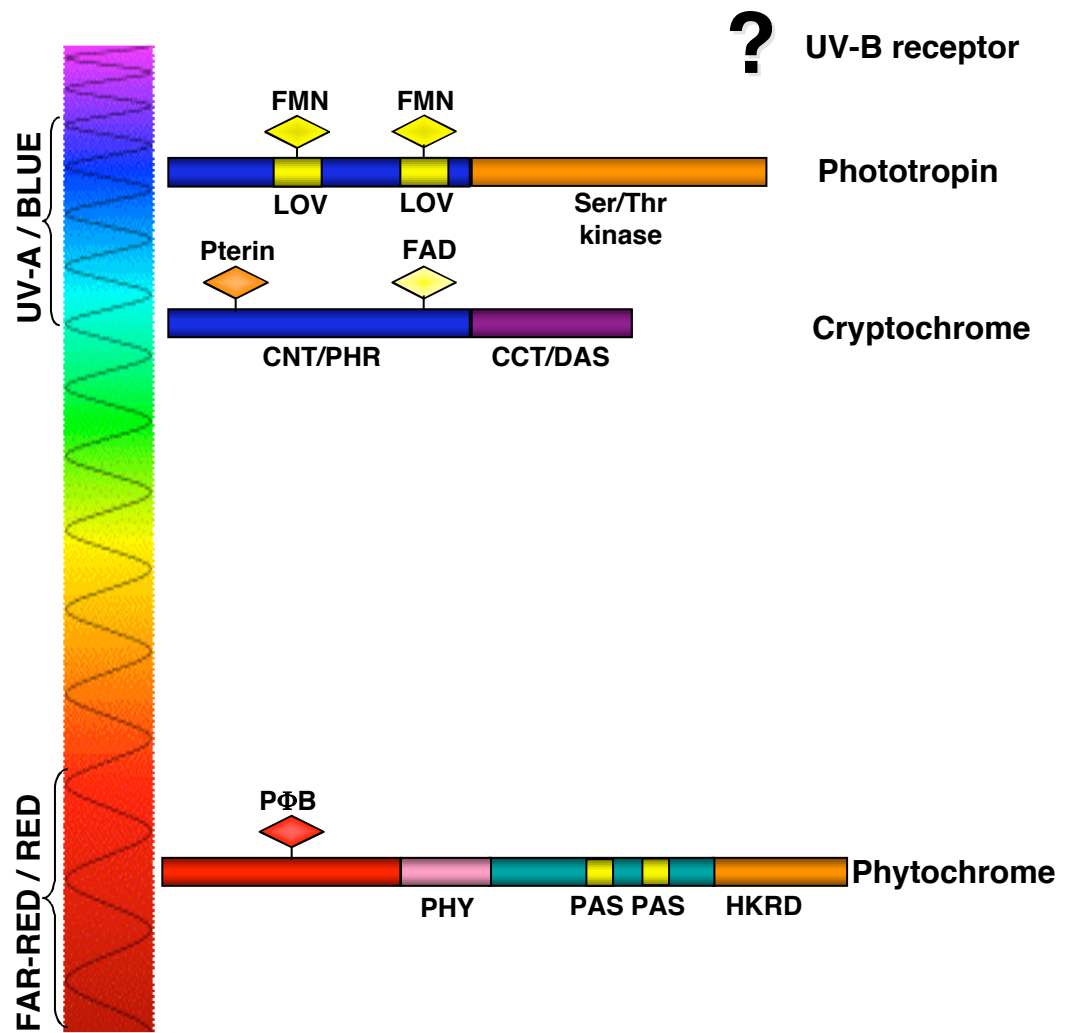 ?
UV-B receptor
FMN FMN
UV-A / BLUE
LOV LOV Ser/Thr
kinase
Phototropin
Pterin FAD
CNT/PHR CCT/DAS
Cryptochrome
FAR-RED / RED
PΦB
PHY PAS PAS HKRD
Phytochrome